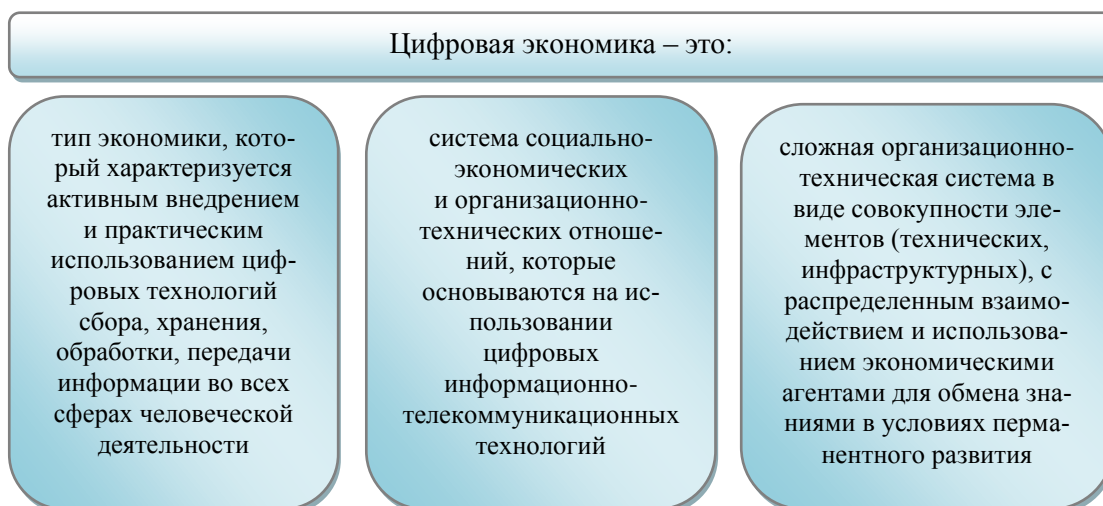 Цифровая экономика – это:
тип экономики, кото-
рый характеризуется
активным внедрением
и практическим
использованием циф-
ровых технологий
сбора, хранения,
обработки, передачи
информации во всех
сферах человеческой
деятельности
система социально-
экономических
и организационно-
технических отноше-
ний, которые
основываются на ис-
пользовании
цифровых
информационно-
телекоммуникационных
технологий
сложная организационно-
техническая система в
виде совокупности эле-
ментов (технических,
инфраструктурных), с
распределенным взаимо-
действием и использова-
нием экономическими
агентами для обмена зна-
ниями в условиях перма-
нентного развития